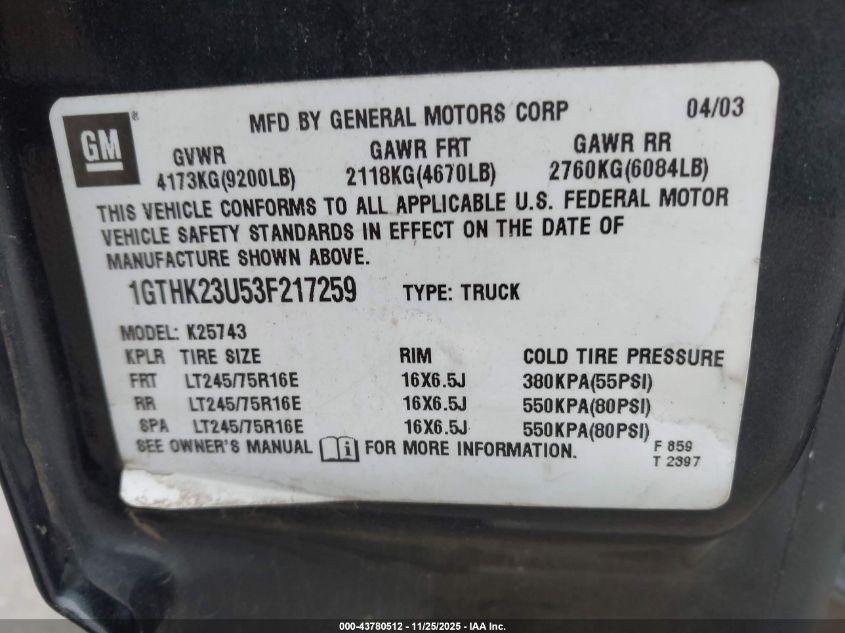 GM®
MFD BY GENERAL MOTORS CORP 04/03
GVWR GAWR FRT GAWR RR
4173KG(9200LB) 2118KG(4670LB) 2760KG(6084LB)
THIS VEHICLE CONFORMS TO ALL APPLICABLE U.S. FEDERAL MOTOR
VEHICLE SAFETY STANDARDS IN EFFECT ON THE DATE OF
MANUFACTURE SHOWN ABOVE.
1GTHK23U53F217259 TYPE: TRUCK
MODEL: K25743
KPLR TIRE SIZE RIM COLD TIRE PRESSURE
FRT LT245/75R16E 16X6.5J 380KPA(55PSI)
RR LT245/75R16E 16X6.5J 550KPA(80PSI)
SPA LT245/75R16E 16X6.5J 550KPA(80PSI)
SEE OWNER'S MANUAL i FOR MORE INFORMATION.
F 859
T 2397
000-43780512 - 11/25/2025 - IAA Inc.